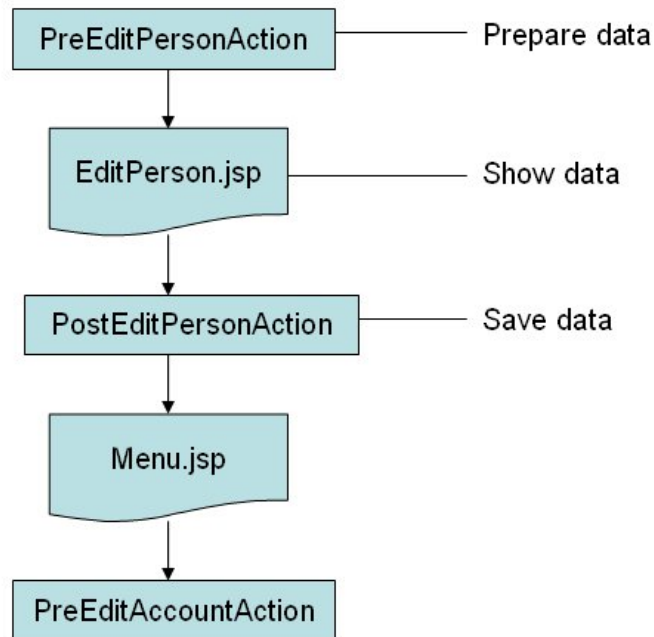 PreEditPersonAction
Prepare data
EditPerson.jsp
Show data
PostEditPersonAction
Save data
Menu.jsp
PreEditAccountAction